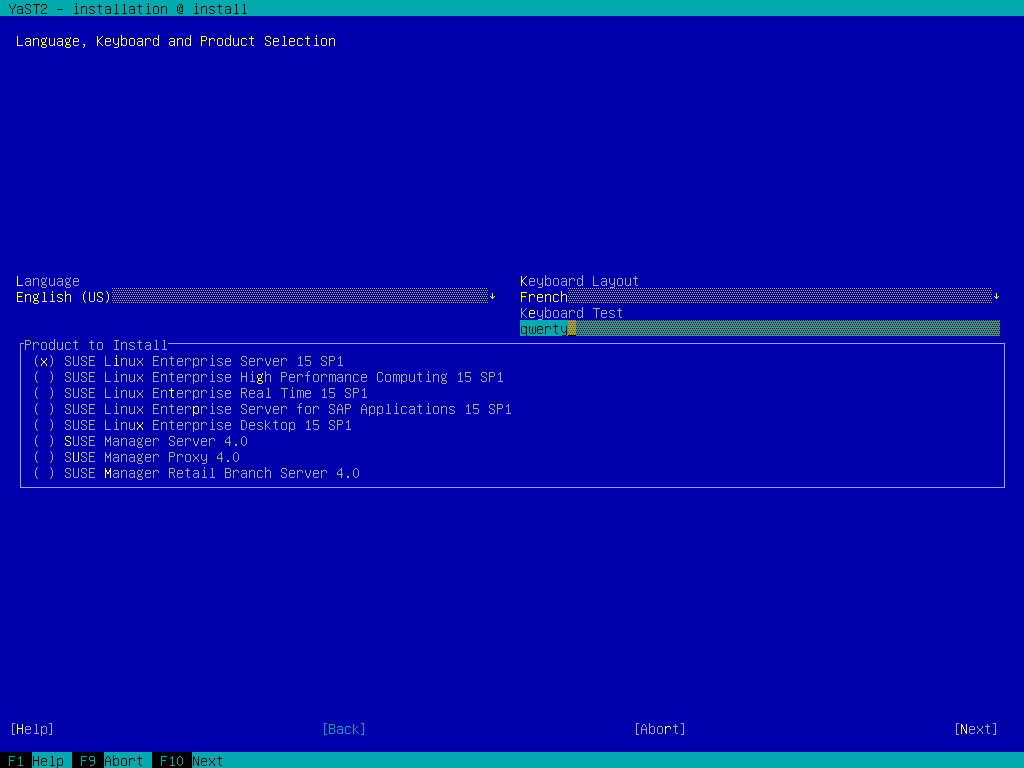 YaST2 - installation @ install
Language, Keyboard and Product Selection
Language
English (US)↓
Keyboard Layout
French↓
Keyboard Test
qwerty
Product to Install
(x) SUSE Linux Enterprise Server 15 SP1
( ) SUSE Linux Enterprise High Performance Computing 15 SP1
( ) SUSE Linux Enterprise Real Time 15 SP1
( ) SUSE Linux Enterprise Server for SAP Applications 15 SP1
( ) SUSE Linux Enterprise Desktop 15 SP1
( ) SUSE Manager Server 4.0
( ) SUSE Manager Proxy 4.0
( ) SUSE Manager Retail Branch Server 4.0
[Help] [Back] [Abort] [Next]
F1 Help F9 Abort F10 Next